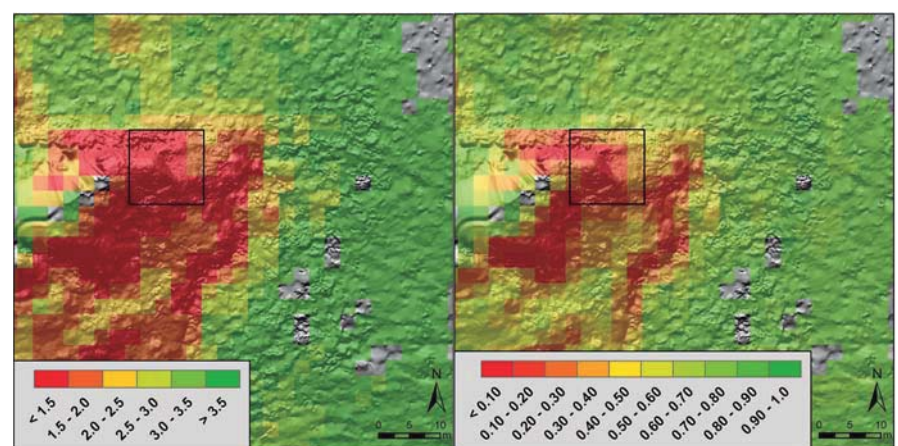 N
< 1.5
1.5 - 2.0
2.0 - 2.5
2.5 - 3.0
3.0 - 3.5
> 3.5
0 5 10
m
N
< 0.10
0.10 - 0.20
0.20 - 0.30
0.30 - 0.40
0.40 - 0.50
0.50 - 0.60
0.60 - 0.70
0.70 - 0.80
0.80 - 0.90
0.90 - 1.0
0 5 10
m